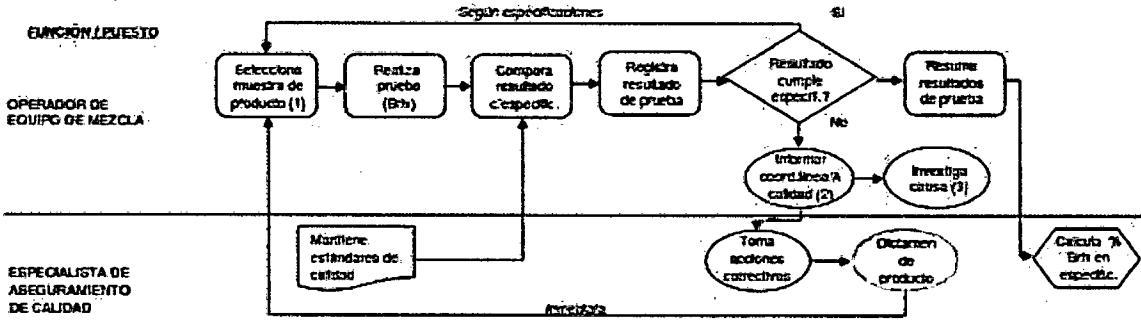 Según especificaciones
SI
FUNCIÓN / PUESTO
Selecciona
muestra de
producto (1)
Realiza
prueba
(Brix)
Compara
resultado
c/especific.
Registra
resultado
de prueba
Resultado
cumple
especif.?
Resume
resultados
de prueba
OPERADOR DE
EQUIPO DE MEZCLA
No
Informar
coord.línea/A
calidad (2)
Investiga
causa (3)
Mantiene
estándares de
calidad
Toma
acciones
correctivas
Dictamen
de
producto
Calcula %
Brix en
especific.
ESPECIALISTA DE
ASEGURAMIENTO
DE CALIDAD